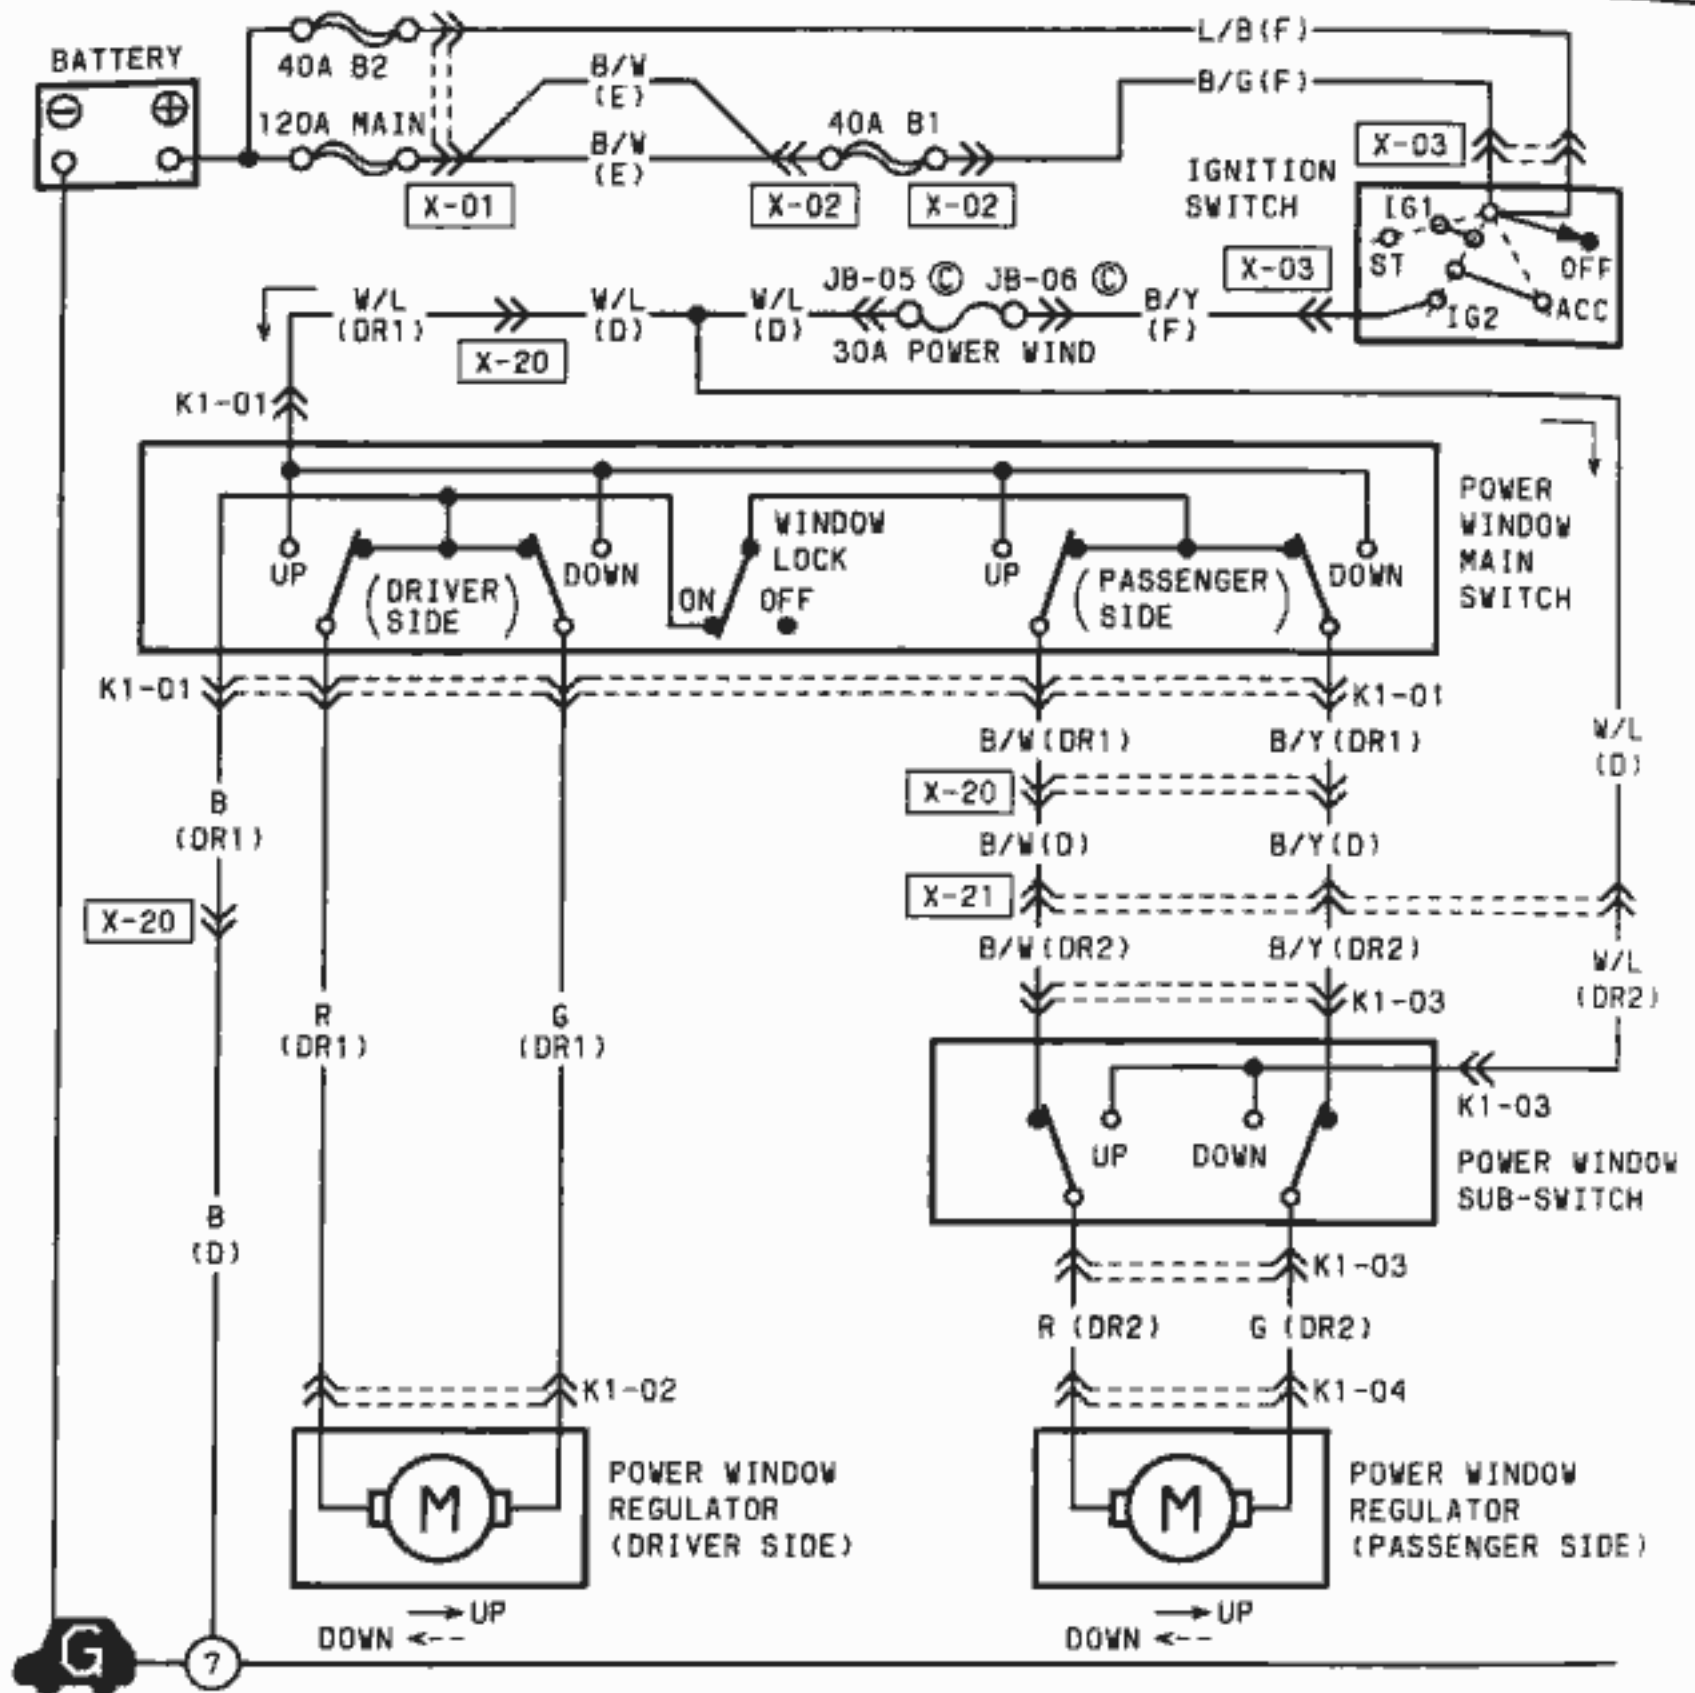 L/B(F)
BATTERY
40A B2
B/W
(E)
B/G(F)
120A MAIN
B/W
(E)
40A B1
X-03
X-01
X-02
X-02
IGNITION
SWITCH
IG1
ST
OFF
IG2
ACC
X-03
JB-05 Ⓒ JB-06 Ⓒ
W/L
(DR1)
W/L
(D)
W/L
(D)
B/Y
(F)
30A POWER WIND
X-20
K1-01
POWER
WINDOW
MAIN
SWITCH
WINDOW
LOCK
UP
(DRIVER
SIDE)
DOWN
ON
OFF
UP
(PASSENGER
SIDE)
DOWN
K1-01
K1-01
B/W(DR1)
B/Y(DR1)
W/L
(D)
B
(DR1)
X-20
B/W(D)
B/Y(D)
X-21
X-20
B/W(DR2)
B/Y(DR2)
W/L
(DR2)
R
(DR1)
G
(DR1)
K1-03
K1-03
UP
DOWN
POWER WINDOW
SUB-SWITCH
B
(D)
K1-03
R (DR2)
G (DR2)
K1-02
K1-04
M
POWER WINDOW
REGULATOR
(DRIVER SIDE)
M
POWER WINDOW
REGULATOR
(PASSENGER SIDE)
UP
DOWN
UP
DOWN
G
7